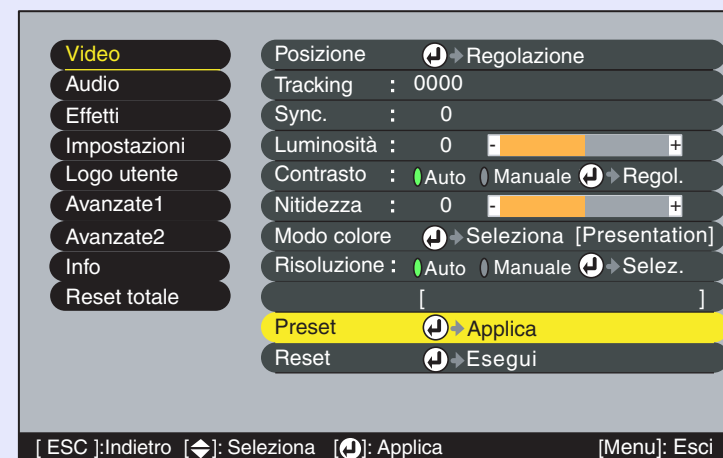 Video
Audio
Effetti
Impostazioni
Logo utente
Avanzate1
Avanzate2
Info
Reset totale
Posizione Regolazione
Tracking : 0000
Sync. : 0
Luminosità : 0 - +
Contrasto : Auto Manuale Regol.
Nitidezza : 0 - +
Modo colore Seleziona [Presentation]
Risoluzione : Auto Manuale Selez.
[ ]
Preset Applica
Reset Esegui
[ ESC ]:Indietro [ ]: Seleziona [ ]: Applica [Menu]: Esci